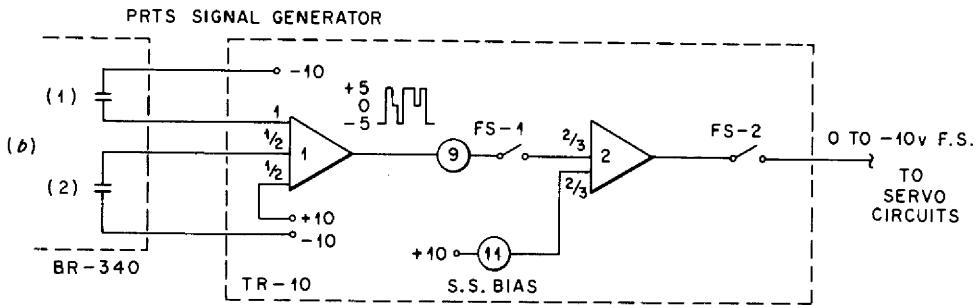 PRTS SIGNAL GENERATOR
-10
(1)
+5
0
-5
1
FS-1
FS-2
0 TO -10v F.S.
(b)
1/2
1
9
2/3
2
TO
SERVO
CIRCUITS
1/2
2/3
(2)
+10
-10
+10
11
BR-340
TR-10
S.S. BIAS